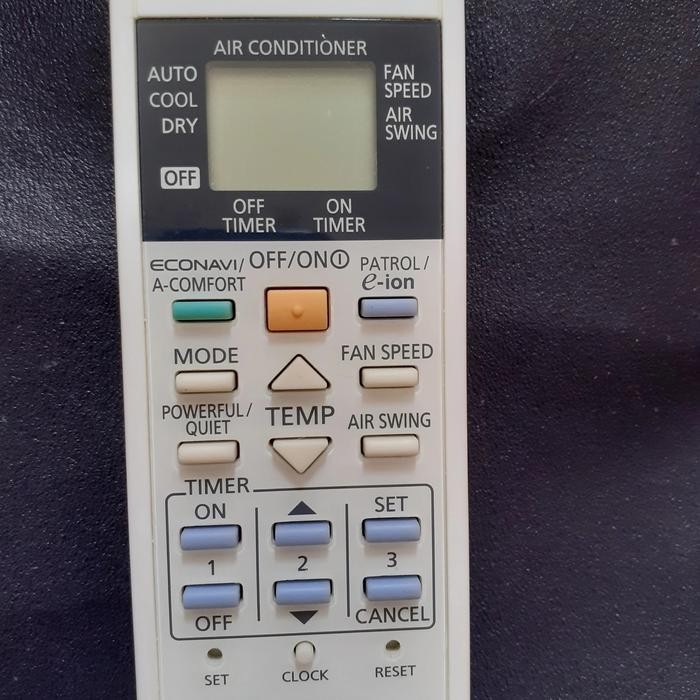 AIR CONDITIONER
AUTO
COOL
DRY
OFF
FAN
SPEED
AIR
SWING
OFF
TIMER
ON
TIMER
ECONAVI/
A-COMFORT
OFF/ON
PATROL/
e-ion
MODE
FAN SPEED
POWERFUL/
QUIET
TEMP
AIR SWING
TIMER
ON
SET
1
2
3
OFF
CANCEL
SET
CLOCK
RESET